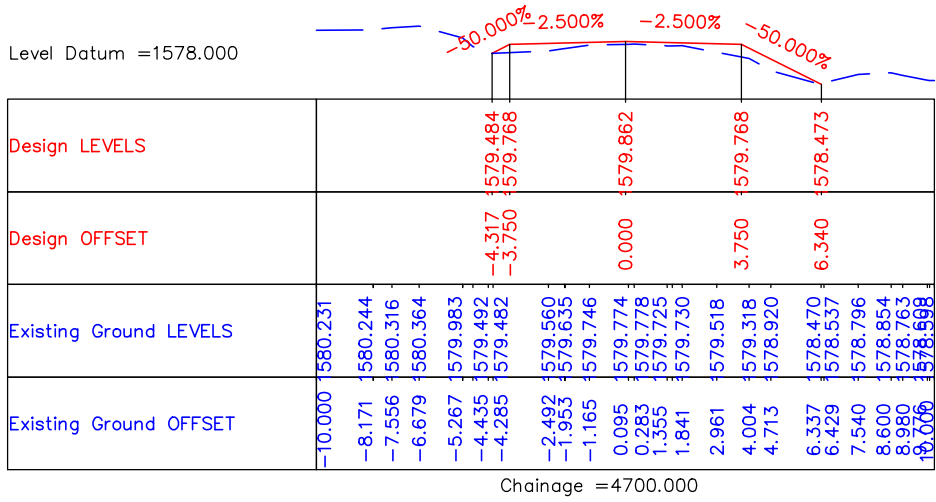 -50.000% -2.500% -2.500% -50.000%
Level Datum =1578.000
Design LEVELS 1579.484 1579.768 1579.862 1579.768 1578.473
Design OFFSET -4.317 -3.750 0.000 3.750 6.340
Existing Ground LEVELS 1580.231 1580.244 1580.316 1580.364 1579.983 1579.492 1579.482 1579.560 1579.635 1579.746 1579.774 1579.778 1579.725 1579.730 1579.518 1579.318 1578.920 1578.470 1578.537 1578.796 1578.854 1578.763 1578.598
Existing Ground OFFSET -10.000 -8.171 -7.556 -6.679 -5.267 -4.435 -4.285 -2.492 -1.953 -1.165 0.095 0.283 1.355 1.841 2.961 4.004 4.713 6.337 6.429 7.540 8.600 8.980 9.776 10.000
Chainage =4700.000